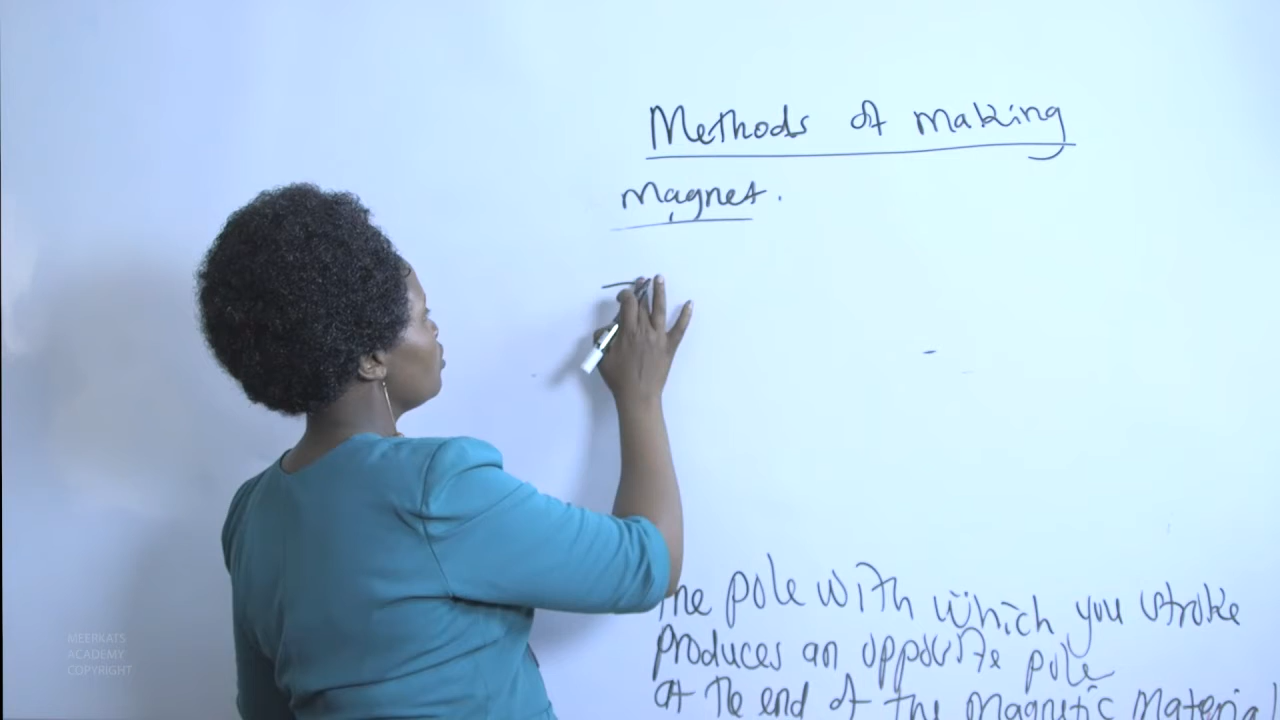 Methods of making
magnet.
The pole with which you stroke
produces an opposite pole
at the end of the magnetic material
MEERKATS
ACADEMY
COPYRIGHT